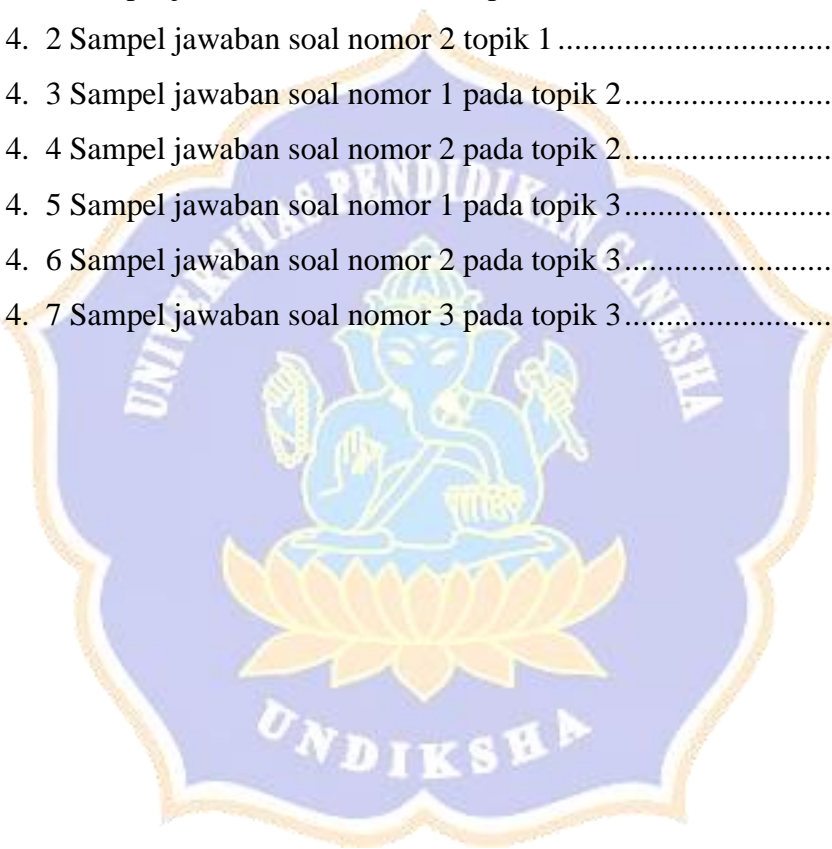 4. 2 Sampel jawaban soal nomor 2 topik 1..............................
4. 3 Sampel jawaban soal nomor 1 pada topik 2.......................
4. 4 Sampel jawaban soal nomor 2 pada topik 2.......................
4. 5 Sampel jawaban soal nomor 1 pada topik 3.......................
4. 6 Sampel jawaban soal nomor 2 pada topik 3.......................
4. 7 Sampel jawaban soal nomor 3 pada topik 3.......................
UNIVERSITAS PENDIDIKAN GANESHA
UNDIKSHA